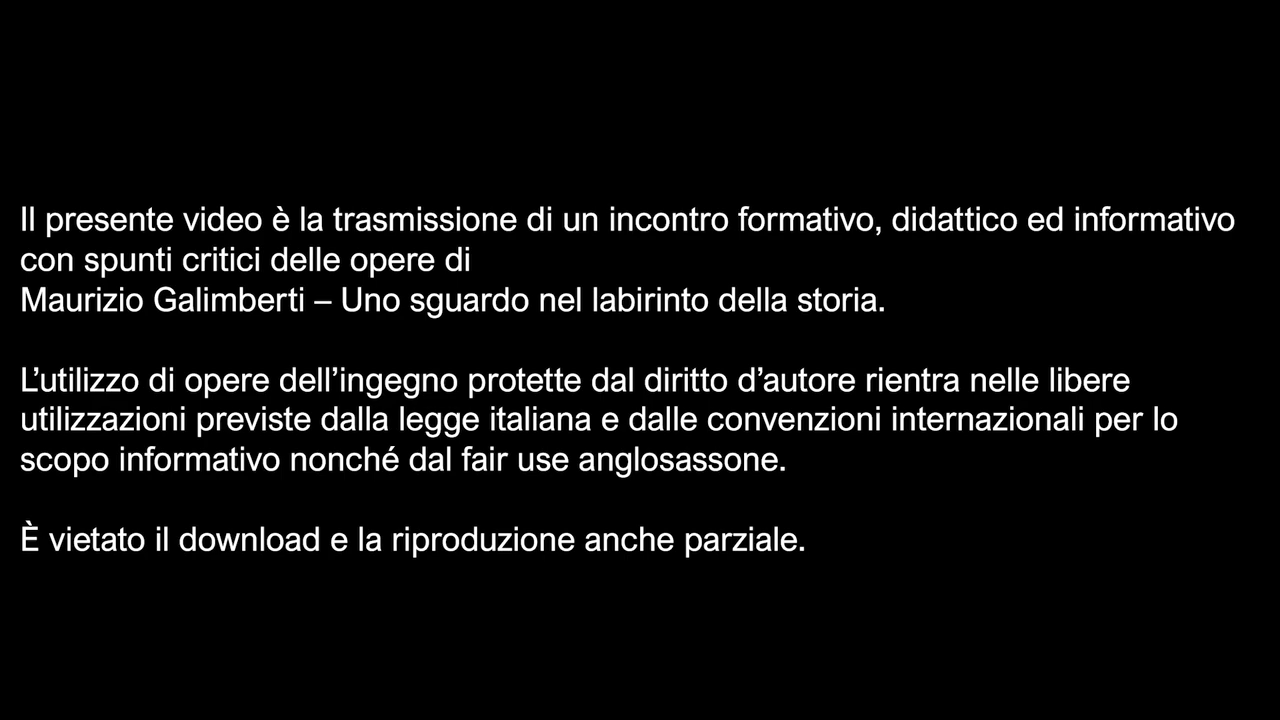 Il presente video è la trasmissione di un incontro formativo, didattico ed informativo
con spunti critici delle opere di
Maurizio Galimberti – Uno sguardo nel labirinto della storia.
L’utilizzo di opere dell’ingegno protette dal diritto d’autore rientra nelle libere
utilizzazioni previste dalla legge italiana e dalle convenzioni internazionali per lo
scopo informativo nonché dal fair use anglosassone.
È vietato il download e la riproduzione anche parziale.